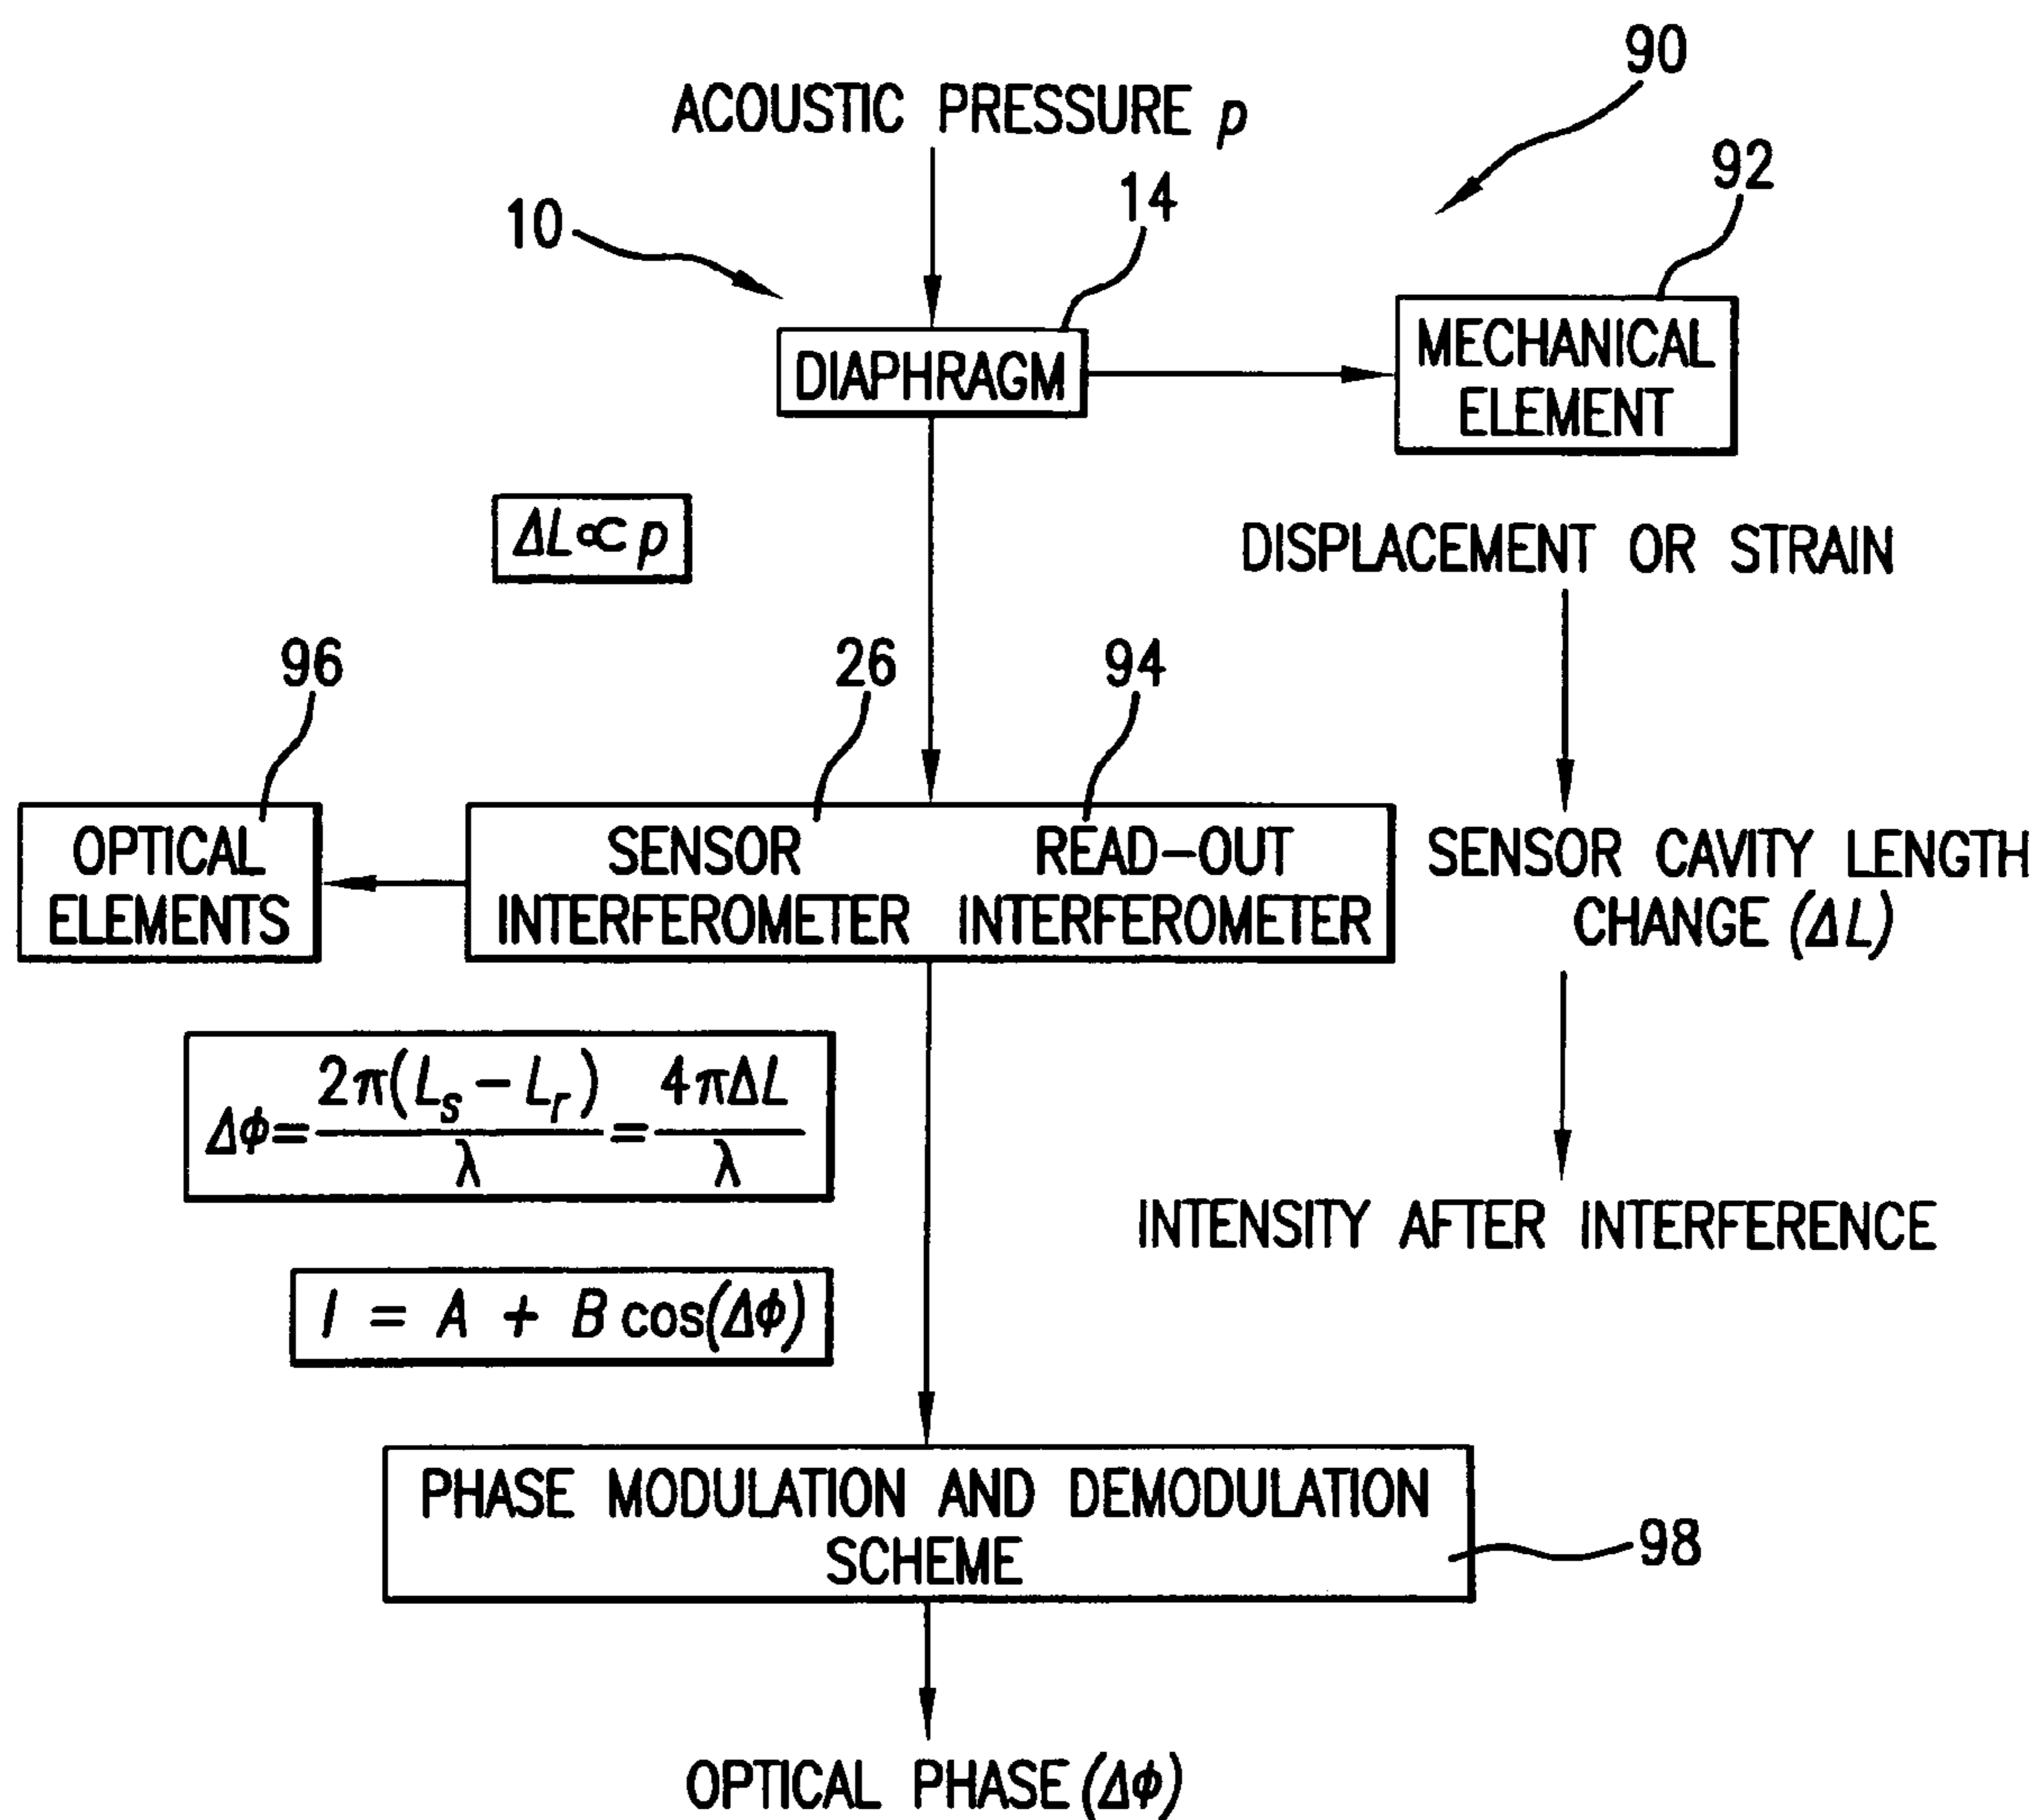 90
ACOUSTIC PRESSURE p
92
14
10
MECHANICAL
ELEMENT
DIAPHRAGM
ΔL∝p
DISPLACEMENT OR STRAIN
96
26
94
OPTICAL
ELEMENTS
SENSOR
INTERFEROMETER
READ-OUT
INTERFEROMETER
SENSOR CAVITY LENGTH
CHANGE (ΔL)
Δϕ=2π(Ls-Lr)/λ=4πΔL/λ
INTENSITY AFTER INTERFERENCE
I = A + B cos(Δϕ)
PHASE MODULATION AND DEMODULATION
SCHEME
98
OPTICAL PHASE (Δϕ)